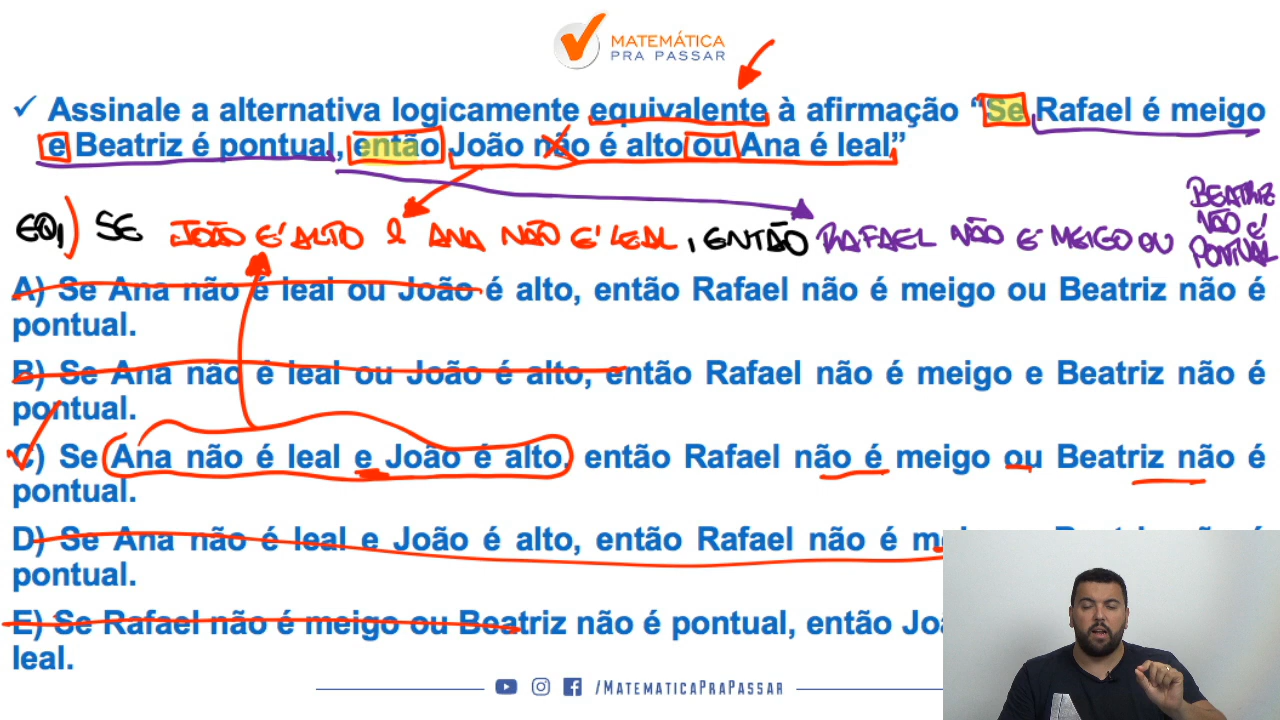 MATEMÁTICA
PRA PASSAR
✓ Assinale a alternativa logicamente equivalente à afirmação “Se Rafael é meigo
e Beatriz é pontual, então João não é alto ou Ana é leal”
EQ1) SE JOÃO É ALTO e ANA NÃO É LEAL, ENTÃO RAFAEL NÃO É MEIGO OU
BEATRIZ
NÃO É
PONTUAL
A) Se Ana não é leal ou João é alto, então Rafael não é meigo ou Beatriz não é
pontual.
B) Se Ana não é leal ou João é alto, então Rafael não é meigo e Beatriz não é
pontual.
C) Se Ana não é leal e João é alto, então Rafael não é meigo ou Beatriz não é
pontual.
D) Se Ana não é leal e João é alto, então Rafael não é
pontual.
E) Se Rafael não é meigo ou Beatriz não é pontual, então
leal.
/MatematicaPraPassar